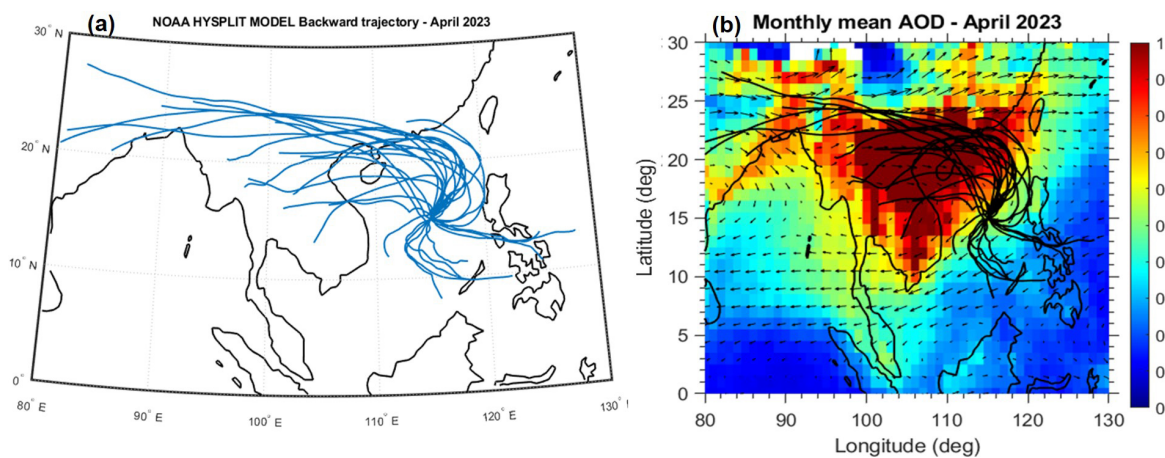 (a) NOAA HYSPLIT MODEL Backward trajectory - April 2023
30° N
20° N
10° N
0°
80° E
90° E
100° E
110° E
120° E
130° E
(b) Monthly mean AOD - April 2023
30
25
20
15
10
5
0
Latitude (deg)
80
90
100
110
120
130
Longitude (deg)
1
0
0
0
0
0
0
0
0
0
0